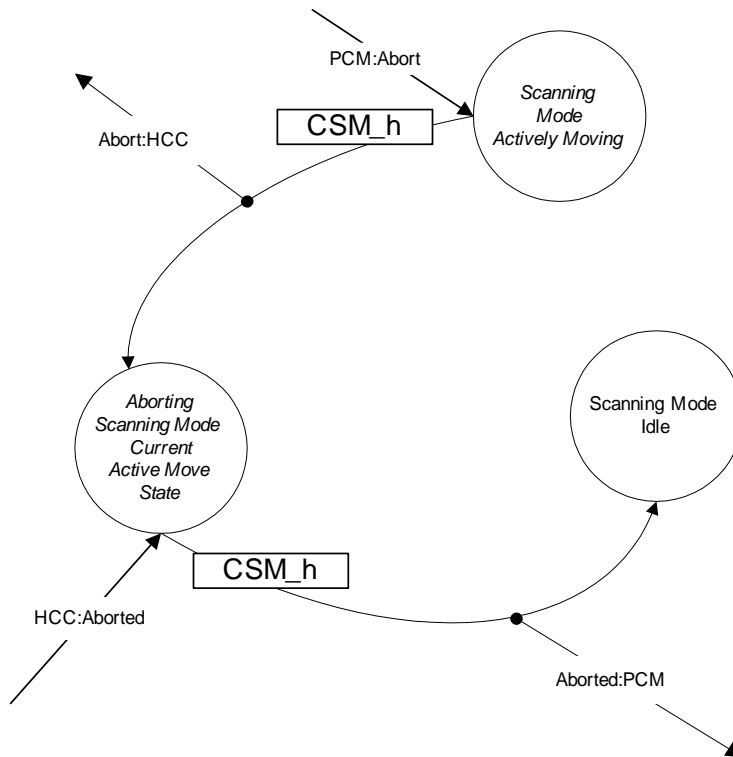 PCM:Abort
Scanning
Mode
Actively Moving
CSM_h
Abort:HCC
Aborting
Scanning Mode
Current
Active Move
State
Scanning Mode
Idle
CSM_h
HCC:Aborted
Aborted:PCM